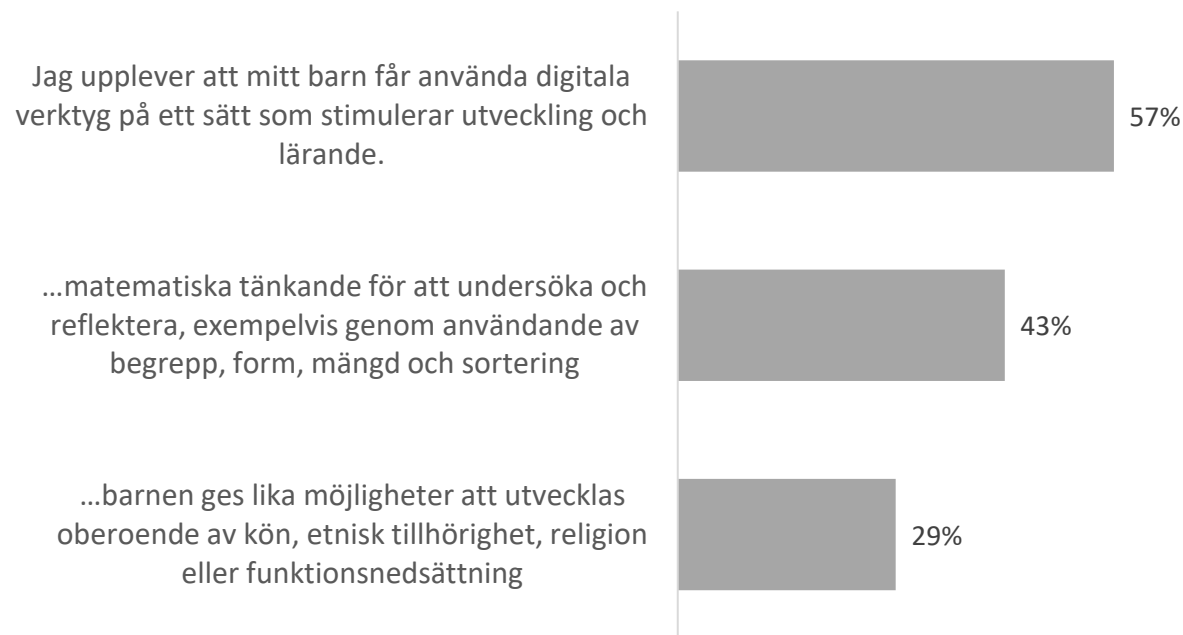 Jag upplever att mitt barn får använda digitala
verktyg på ett sätt som stimulerar utveckling och
lärande.
57%
...matematiska tänkande för att undersöka och
reflektera, exempelvis genom användande av
begrepp, form, mängd och sortering
43%
...barnen ges lika möjligheter att utvecklas
oberoende av kön, etnisk tillhörighet, religion
eller funktionsnedsättning
29%